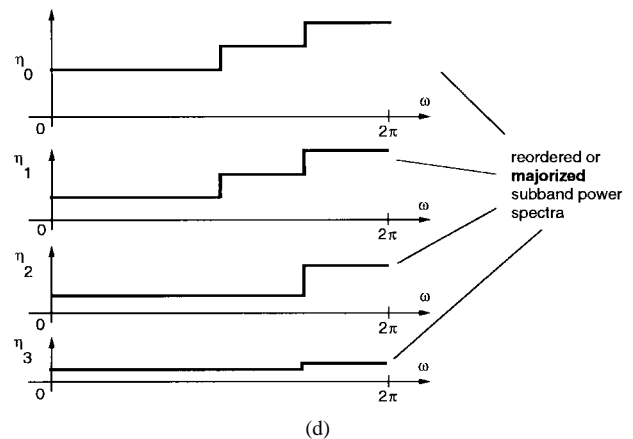 η0
ω
0
2π
η1
ω
0
2π
η2
ω
0
2π
η3
ω
0
2π
reordered or
majorized
subband power
spectra
(d)